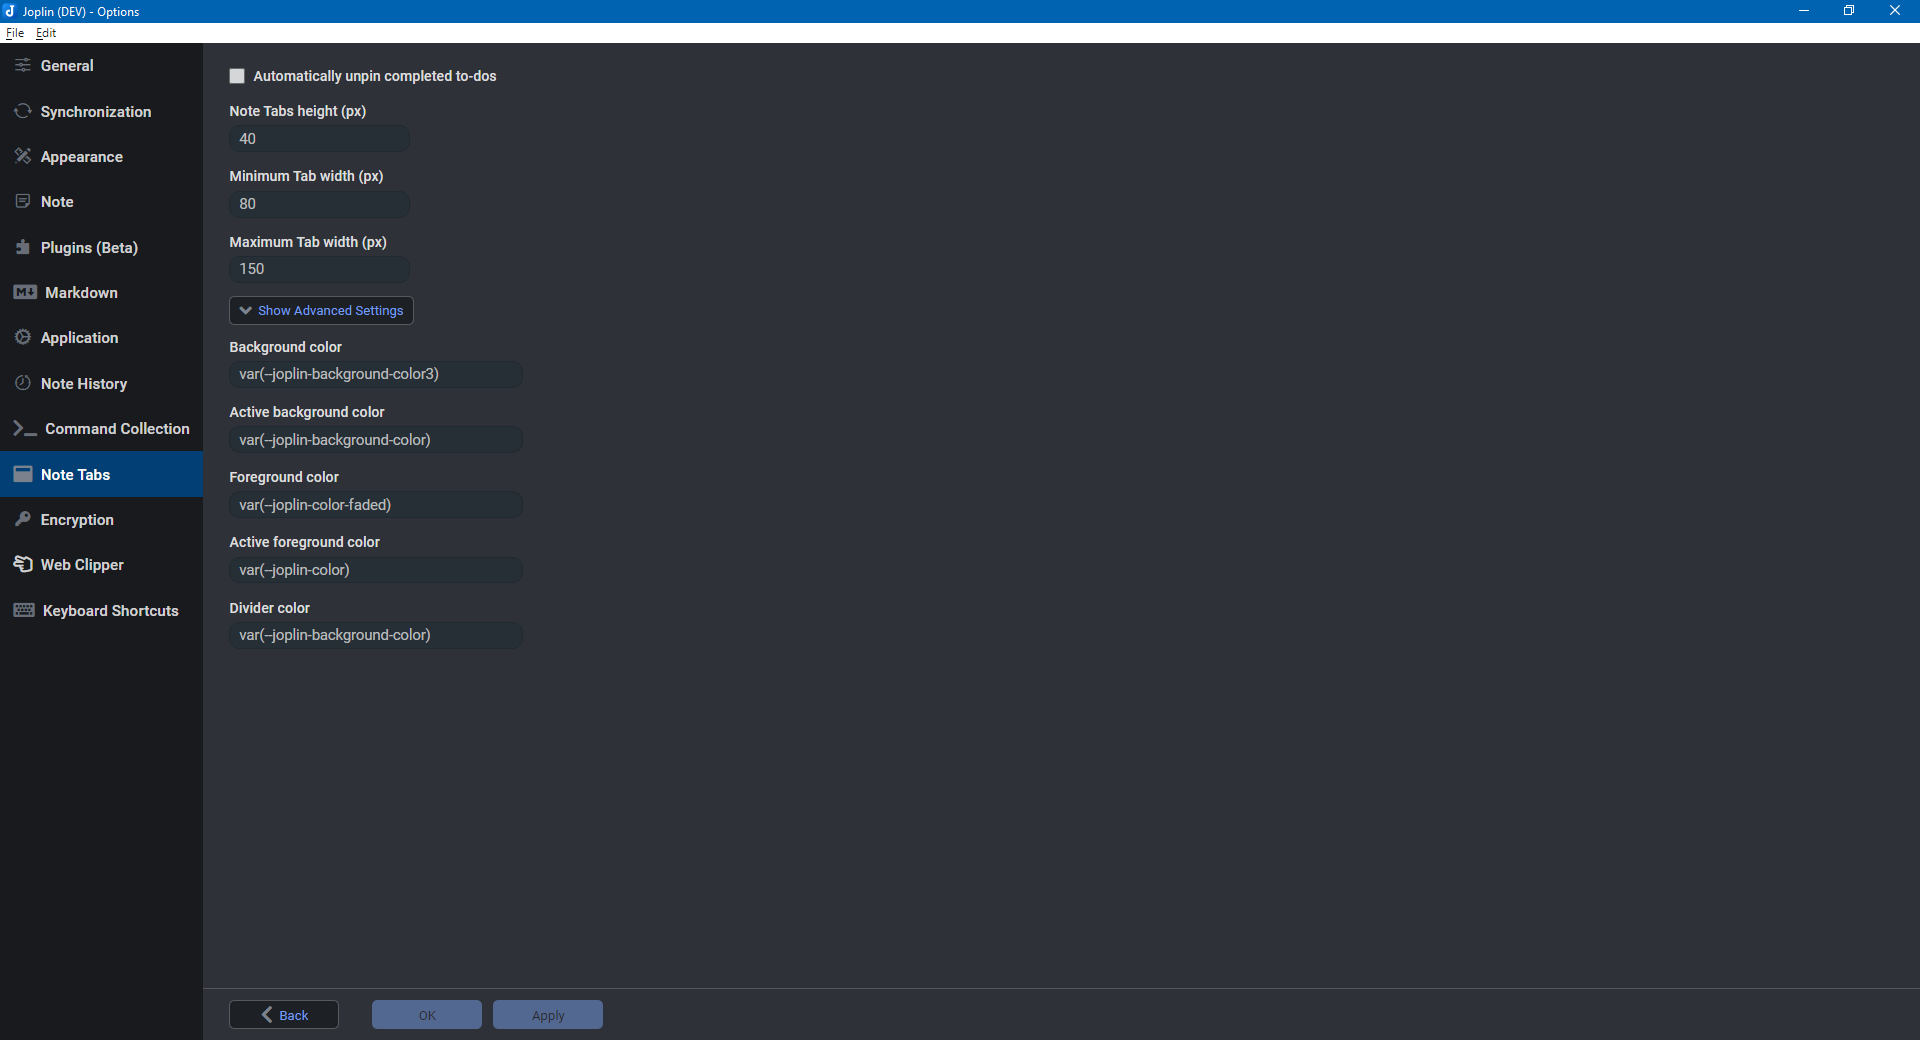 Joplin (DEV) - Options
File Edit
General
Synchronization
Appearance
Note
Plugins (Beta)
M↓ Markdown
Application
Note History
Command Collection
Note Tabs
Encryption
Web Clipper
Keyboard Shortcuts
Automatically unpin completed to-dos
Note Tabs height (px)
40
Minimum Tab width (px)
80
Maximum Tab width (px)
150
Show Advanced Settings
Background color
var(--joplin-background-color3)
Active background color
var(--joplin-background-color)
Foreground color
var(--joplin-color-faded)
Active foreground color
var(--joplin-color)
Divider color
var(--joplin-background-color)
Back OK Apply